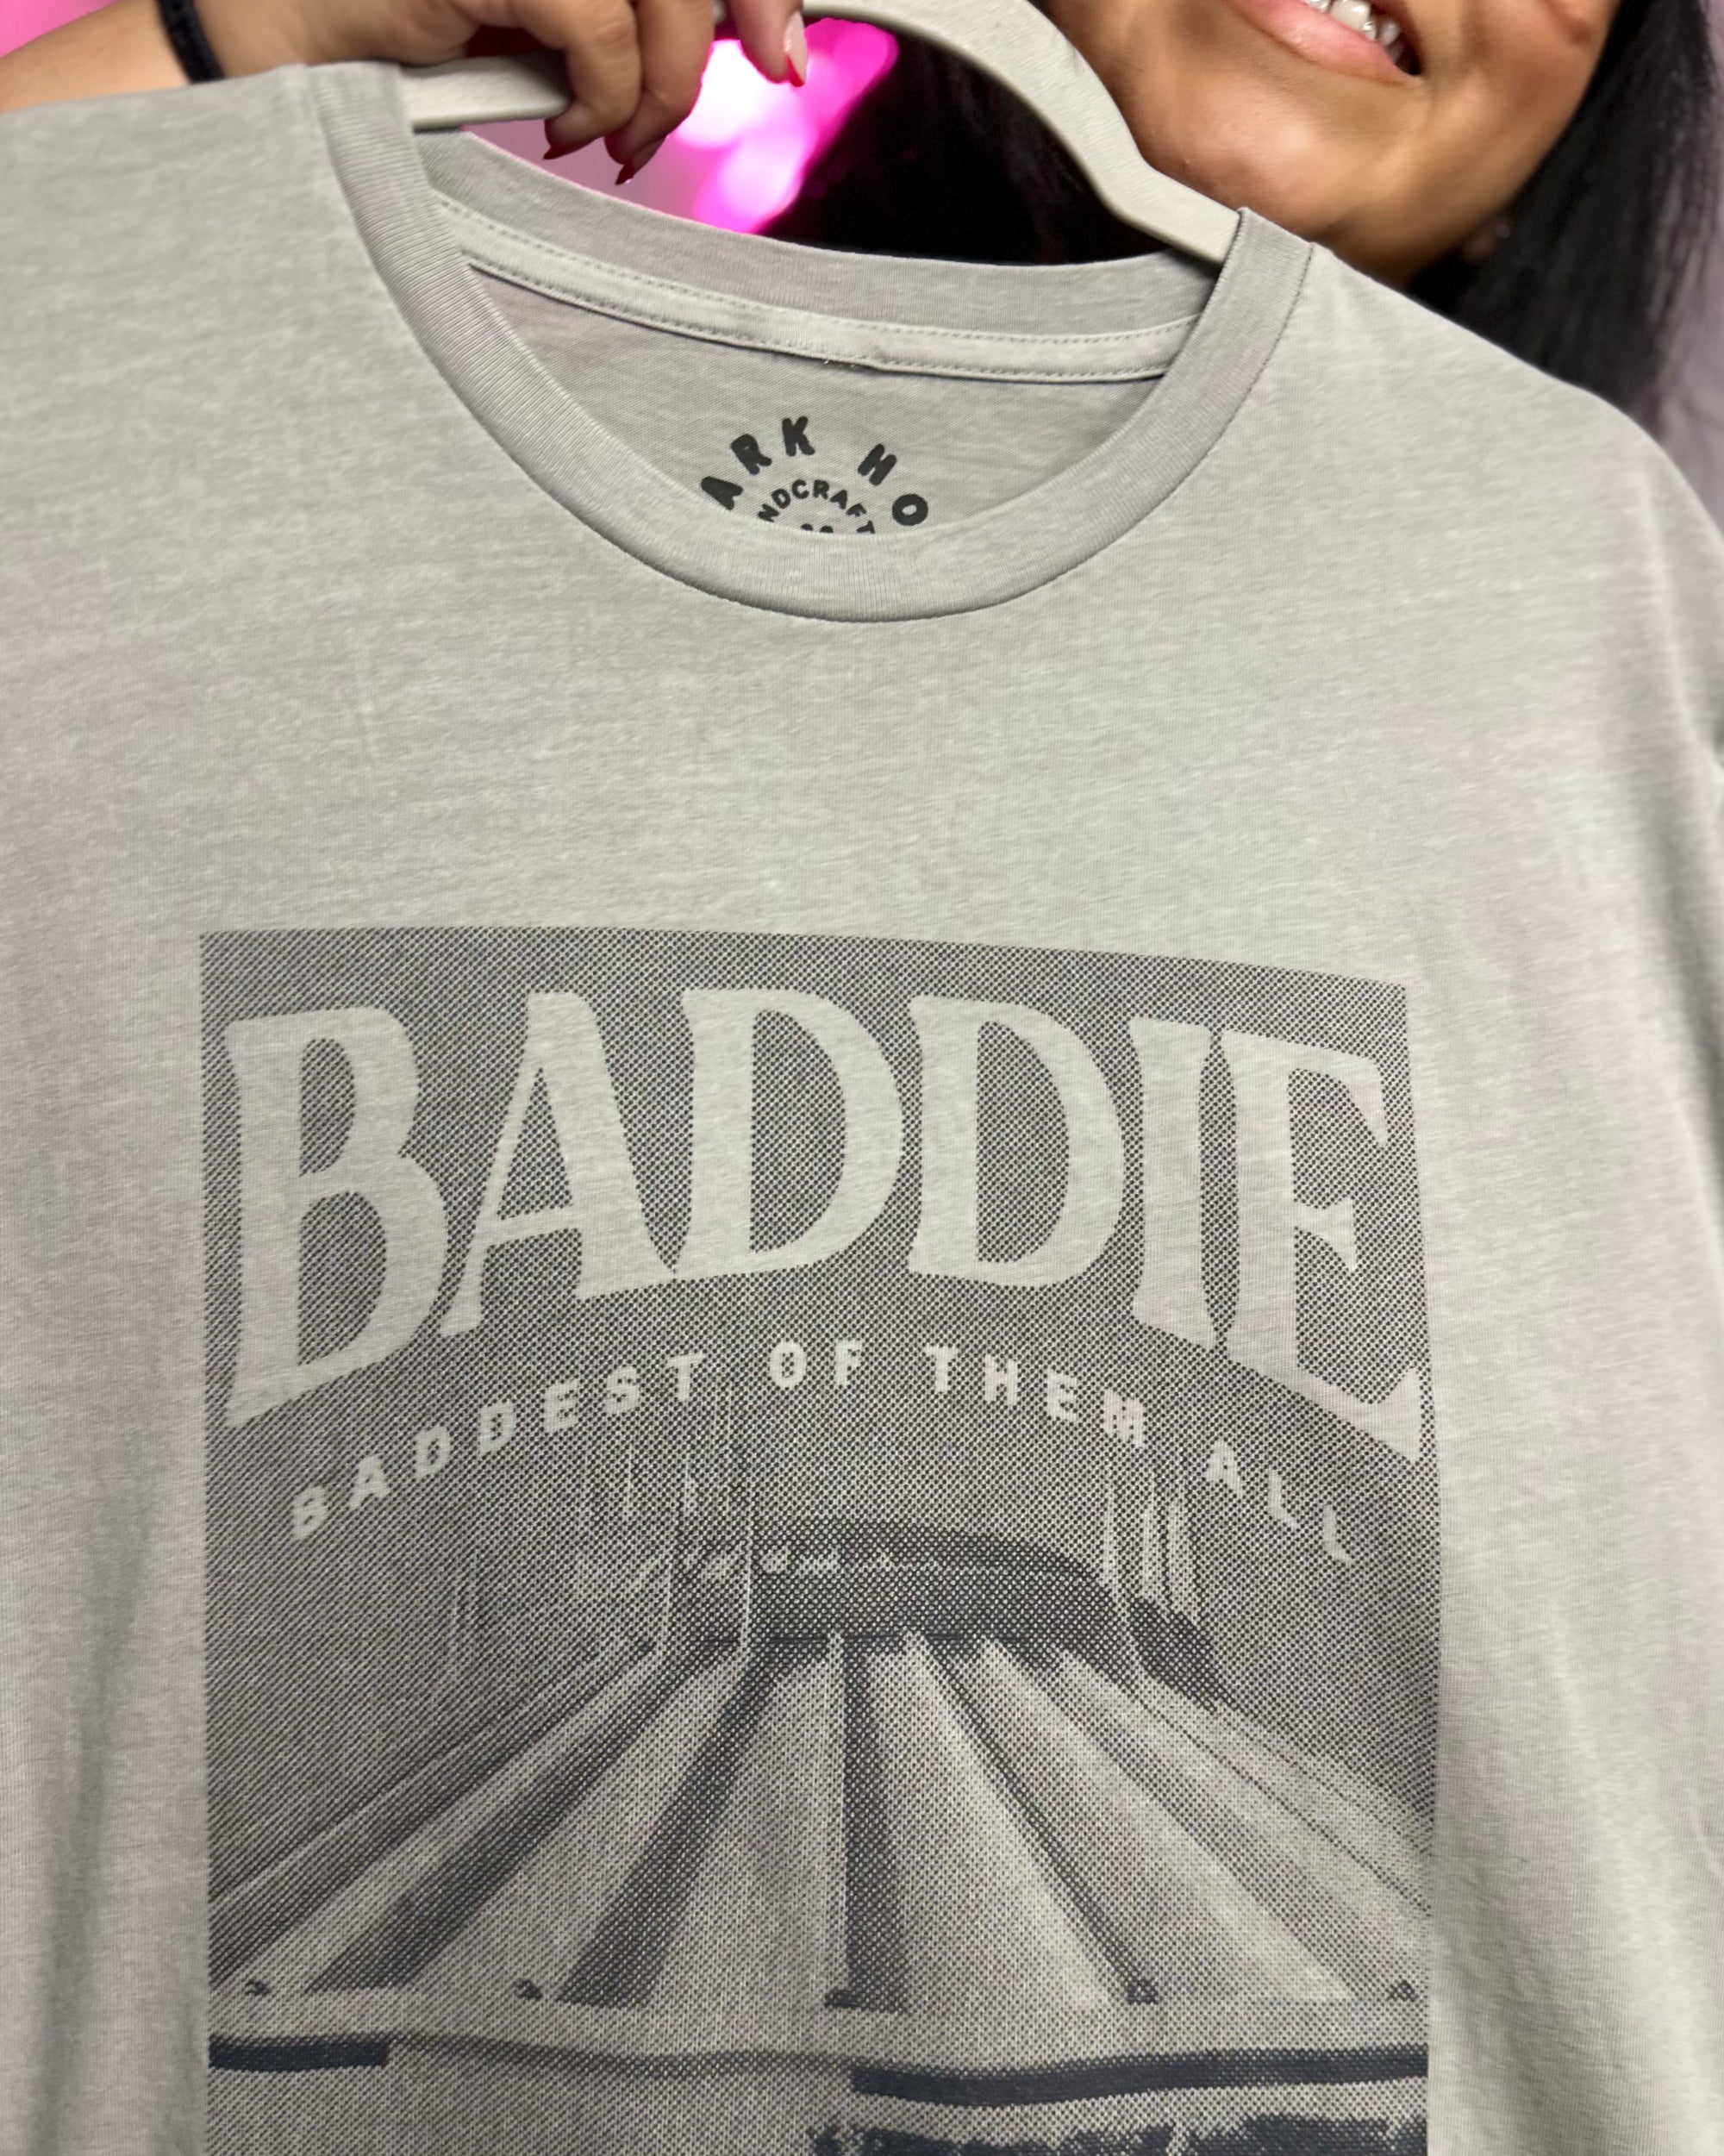 ARK HO
NDCRAFT
BADDIE
BADDEST OF THEM ALL